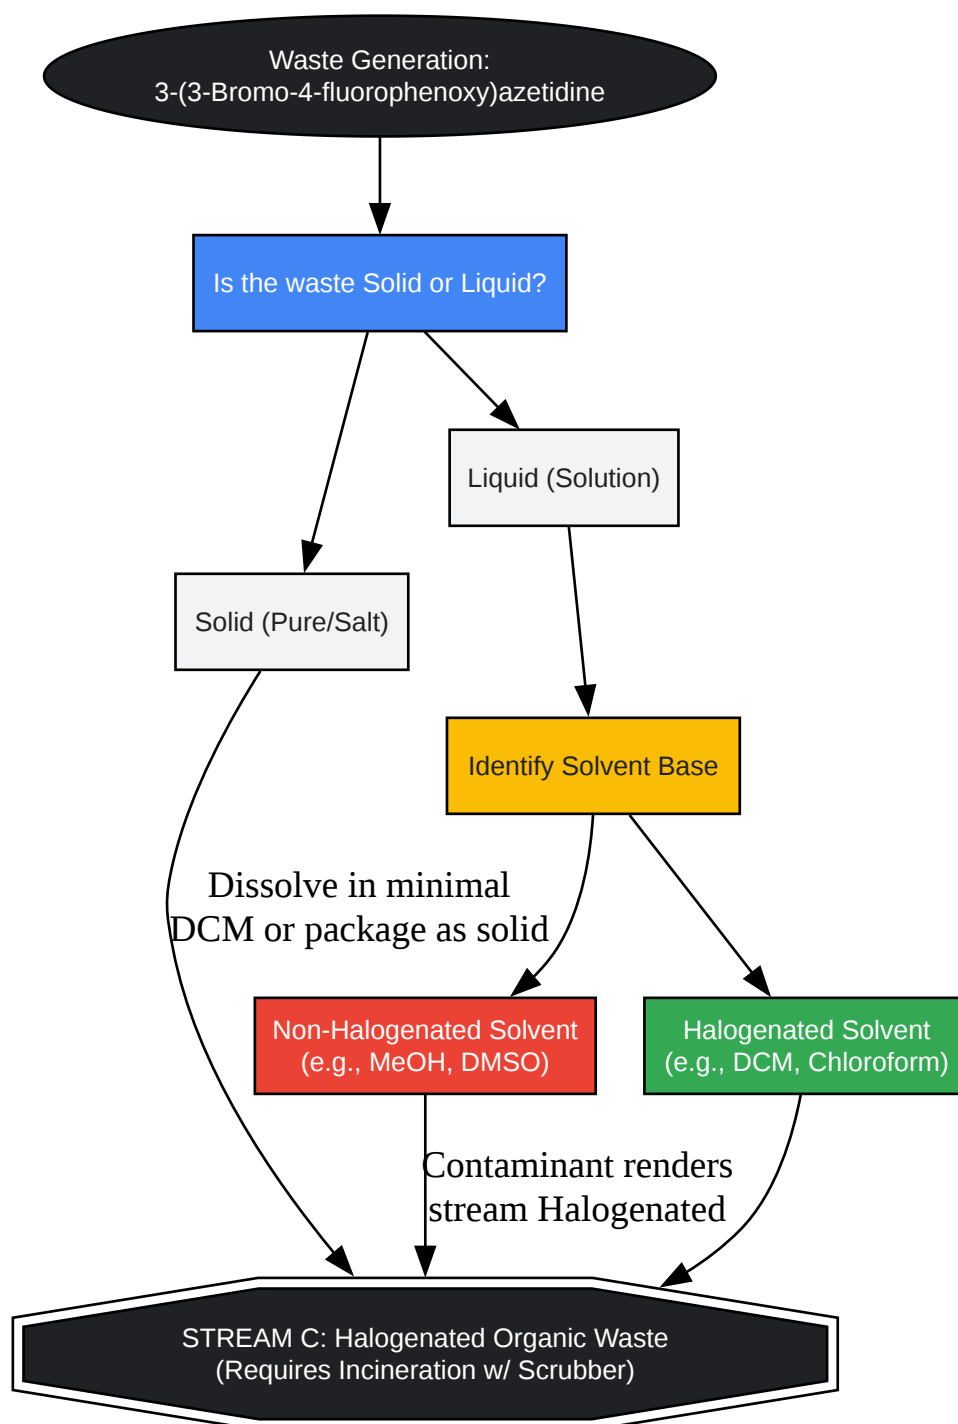 Waste Generation:
3-(3-Bromo-4-fluorophenoxy)azetidine
Is the waste Solid or Liquid?
Liquid (Solution)
Solid (Pure/Salt)
Identify Solvent Base
Dissolve in minimal
DCM or package as solid
Non-Halogenated Solvent
(e.g., MeOH, DMSO)
Halogenated Solvent
(e.g., DCM, Chloroform)
Contaminant renders
stream Halogenated
STREAM C: Halogenated Organic Waste
(Requires Incineration w/ Scrubber)